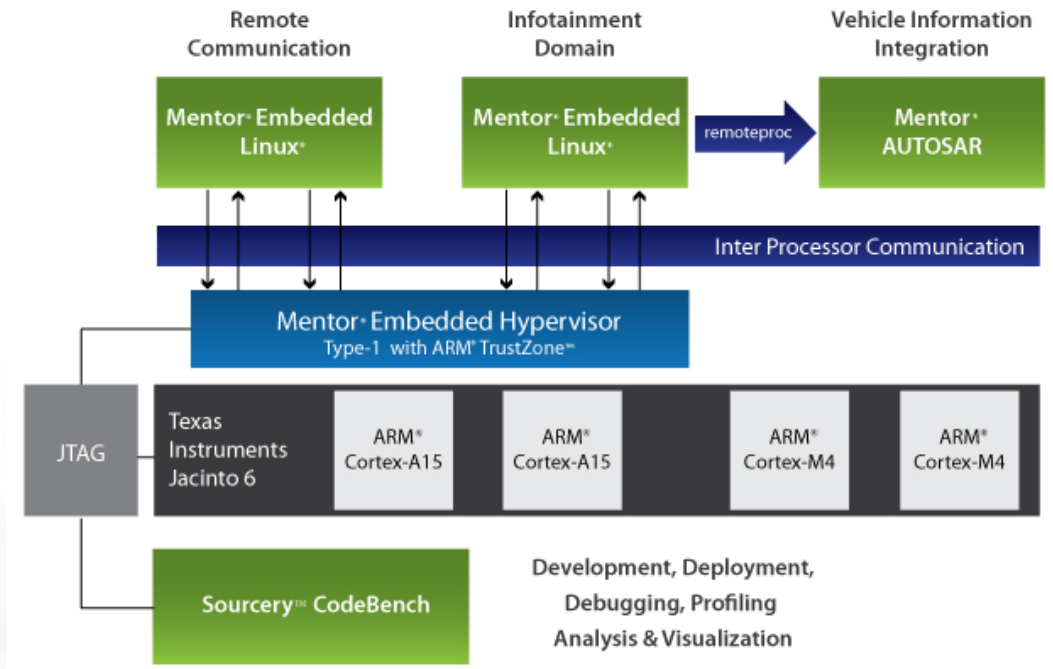 Remote
Communication
Infotainment
Domain
Vehicle Information
Integration
Mentor® Embedded
Linux®
Mentor® Embedded
Linux®
remoteproc
Mentor®
AUTOSAR
Inter Processor Communication
Mentor® Embedded Hypervisor
Type-1 with ARM® TrustZone™
JTAG
Texas
Instruments
Jacinto 6
ARM®
Cortex-A15
ARM®
Cortex-A15
ARM®
Cortex-M4
ARM®
Cortex-M4
Sourcery™ CodeBench
Development, Deployment,
Debugging, Profiling
Analysis & Visualization